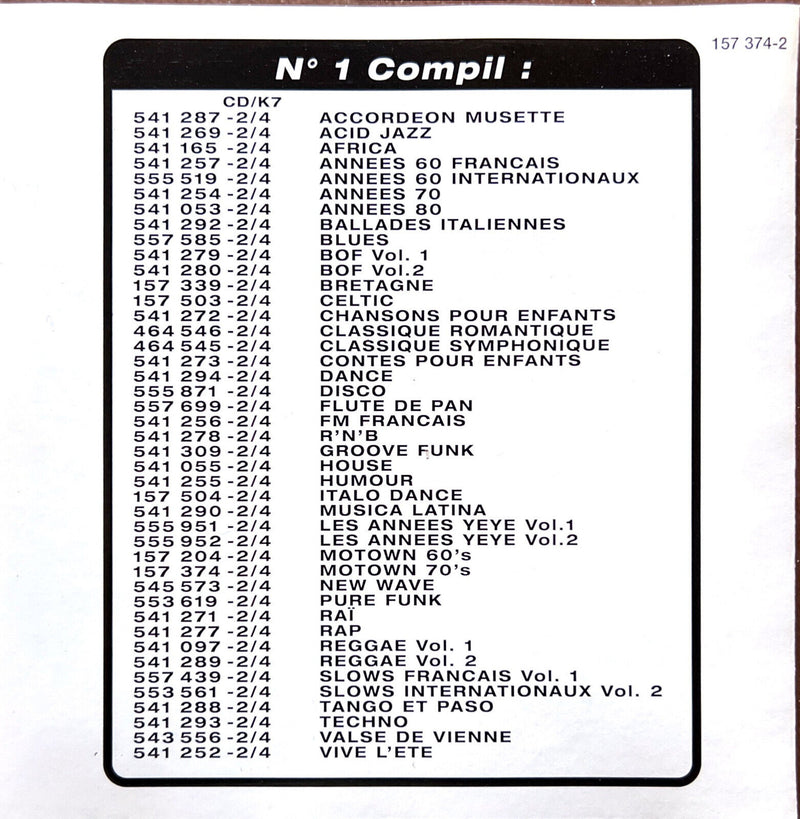 157 374-2
N° 1 Compil :
CD/K7
541 287 -2/4 ACCORDEON MUSETTE
541 269 -2/4 ACID JAZZ
541 165 -2/4 AFRICA
541 257 -2/4 ANNEES 60 FRANCAIS
555 519 -2/4 ANNEES 60 INTERNATIONAUX
541 254 -2/4 ANNEES 70
541 053 -2/4 ANNEES 80
541 292 -2/4 BALLADES ITALIENNES
557 585 -2/4 BLUES
541 279 -2/4 BOF Vol. 1
541 280 -2/4 BOF Vol.2
157 339 -2/4 BRETAGNE
157 503 -2/4 CELTIC
541 272 -2/4 CHANSONS POUR ENFANTS
464 546 -2/4 CLASSIQUE ROMANTIQUE
464 545 -2/4 CLASSIQUE SYMPHONIQUE
541 273 -2/4 CONTES POUR ENFANTS
541 294 -2/4 DANCE
555 871 -2/4 DISCO
557 699 -2/4 FLUTE DE PAN
541 256 -2/4 FM FRANCAIS
541 278 -2/4 R'N'B
541 309 -2/4 GROOVE FUNK
541 055 -2/4 HOUSE
541 255 -2/4 HUMOUR
157 504 -2/4 ITALO DANCE
541 290 -2/4 MUSICA LATINA
555 951 -2/4 LES ANNEES YEYE Vol.1
555 952 -2/4 LES ANNEES YEYE Vol.2
157 204 -2/4 MOTOWN 60's
157 374 -2/4 MOTOWN 70's
545 573 -2/4 NEW WAVE
553 619 -2/4 PURE FUNK
541 271 -2/4 RAÏ
541 277 -2/4 RAP
541 097 -2/4 REGGAE Vol. 1
541 289 -2/4 REGGAE Vol. 2
557 439 -2/4 SLOWS FRANCAIS Vol. 1
553 561 -2/4 SLOWS INTERNATIONAUX Vol. 2
541 288 -2/4 TANGO ET PASO
541 293 -2/4 TECHNO
543 556 -2/4 VALSE DE VIENNE
541 252 -2/4 VIVE L'ETE